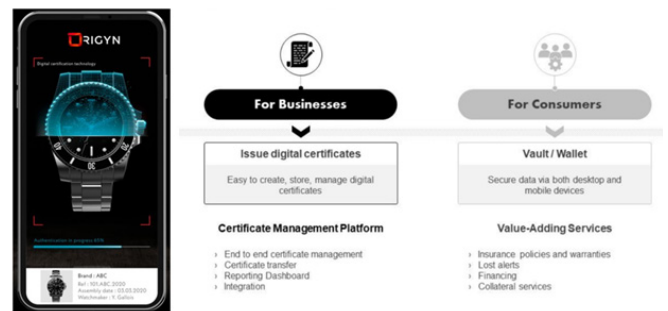 ORIGYN
Digital certification technology
Authentication in progress 65%
Brand : ABC
Ref : 101.ABC.2020
Assembly date : 03.03.2020
For Businesses
Issue digital certificates
Easy to create, store, manage digital
certificates
Certificate Management Platform
› End to end certificate management
› Certificate transfer
› Reporting Dashboard
› Integration
For Consumers
Vault / Wallet
Secure data via both desktop and
mobile devices
Value-Adding Services
› Insurance policies and warranties
› Lost alerts
› Financing
› Collateral services